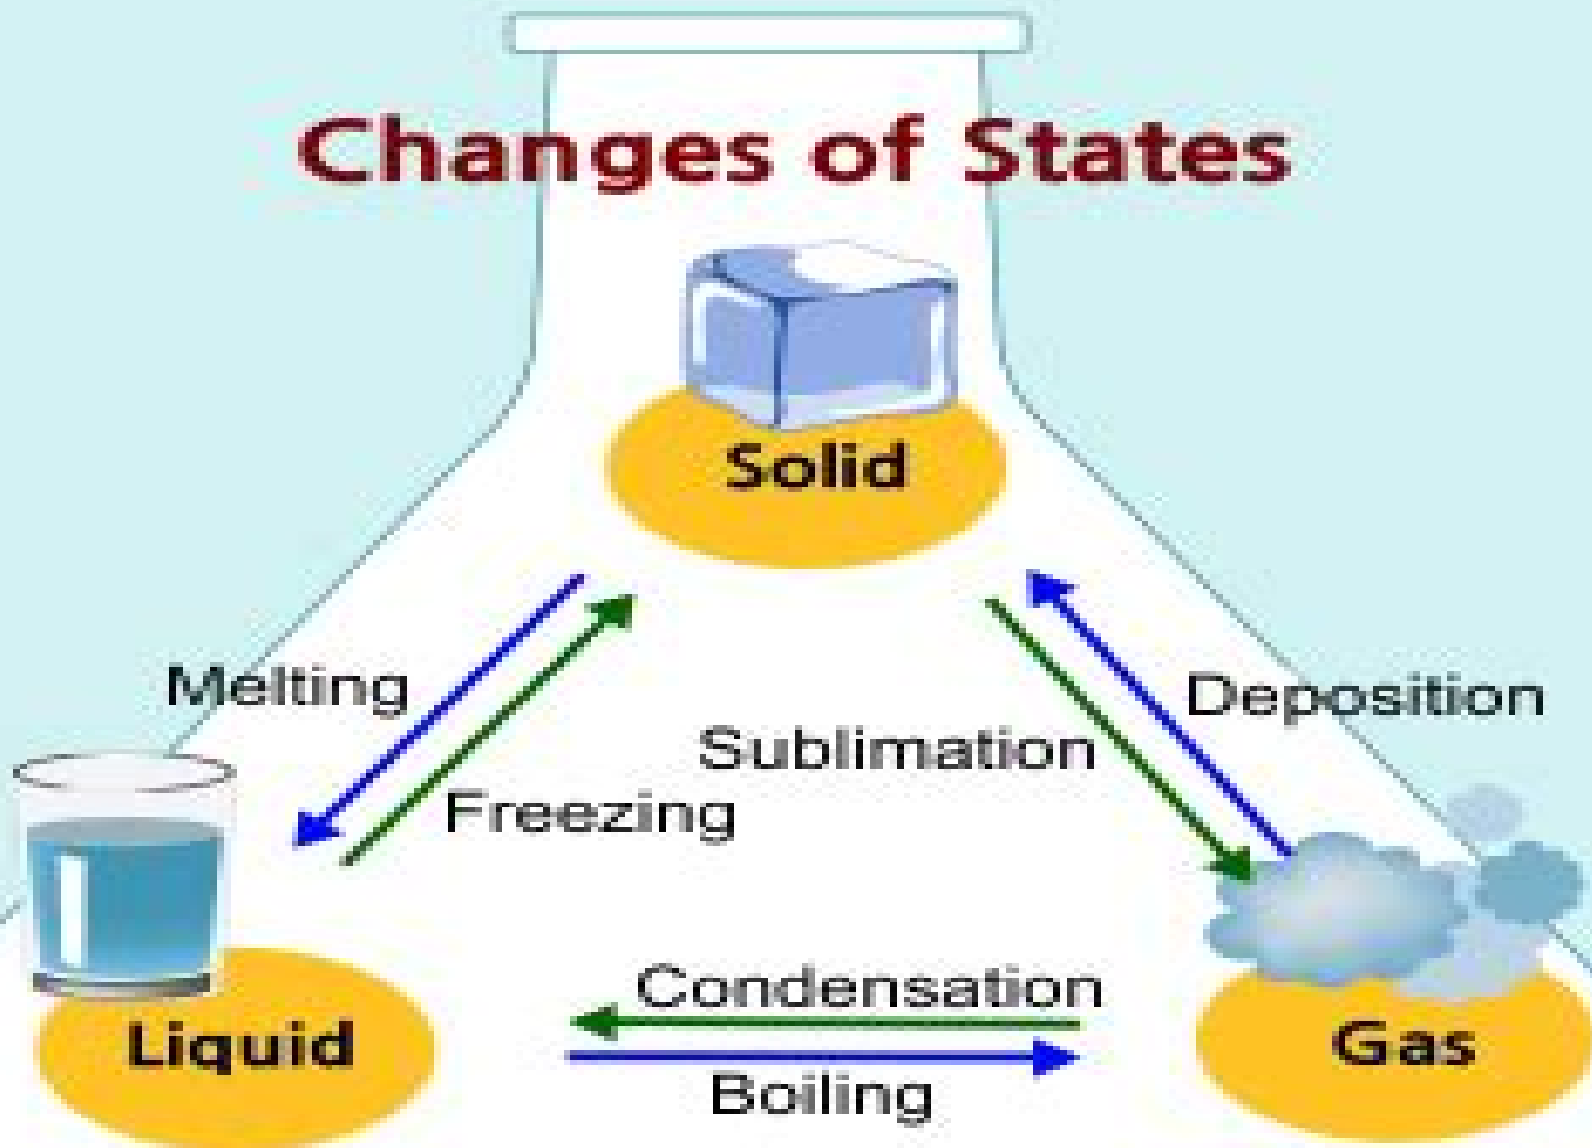 Changes of States
Solid
Melting
Deposition
Sublimation
Freezing
Condensation
Liquid
Gas
Boiling